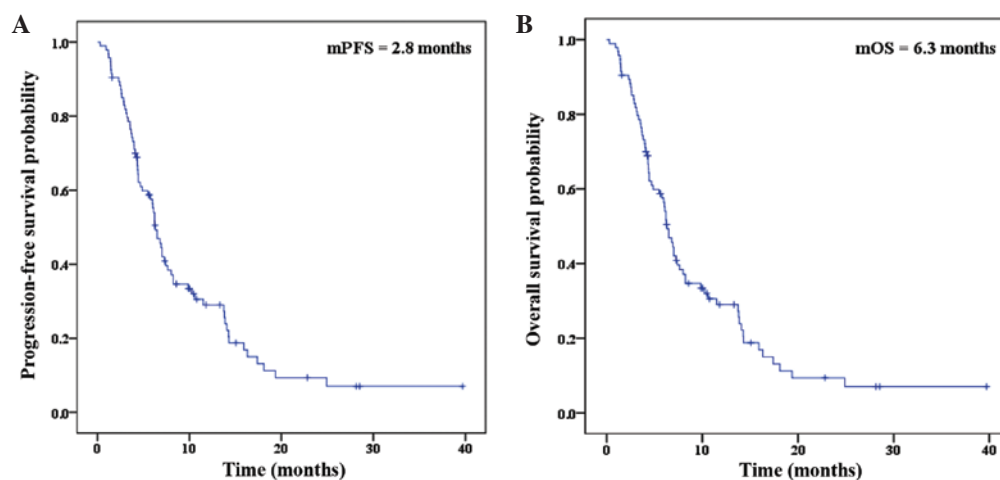 A
mPFS = 2.8 months
Progression-free survival probability
1.0
0.8
0.6
0.4
0.2
0.0
0
10
20
30
40
Time (months)
B
mOS = 6.3 months
Overall survival probability
1.0
0.8
0.6
0.4
0.2
0.0
0
10
20
30
40
Time (months)